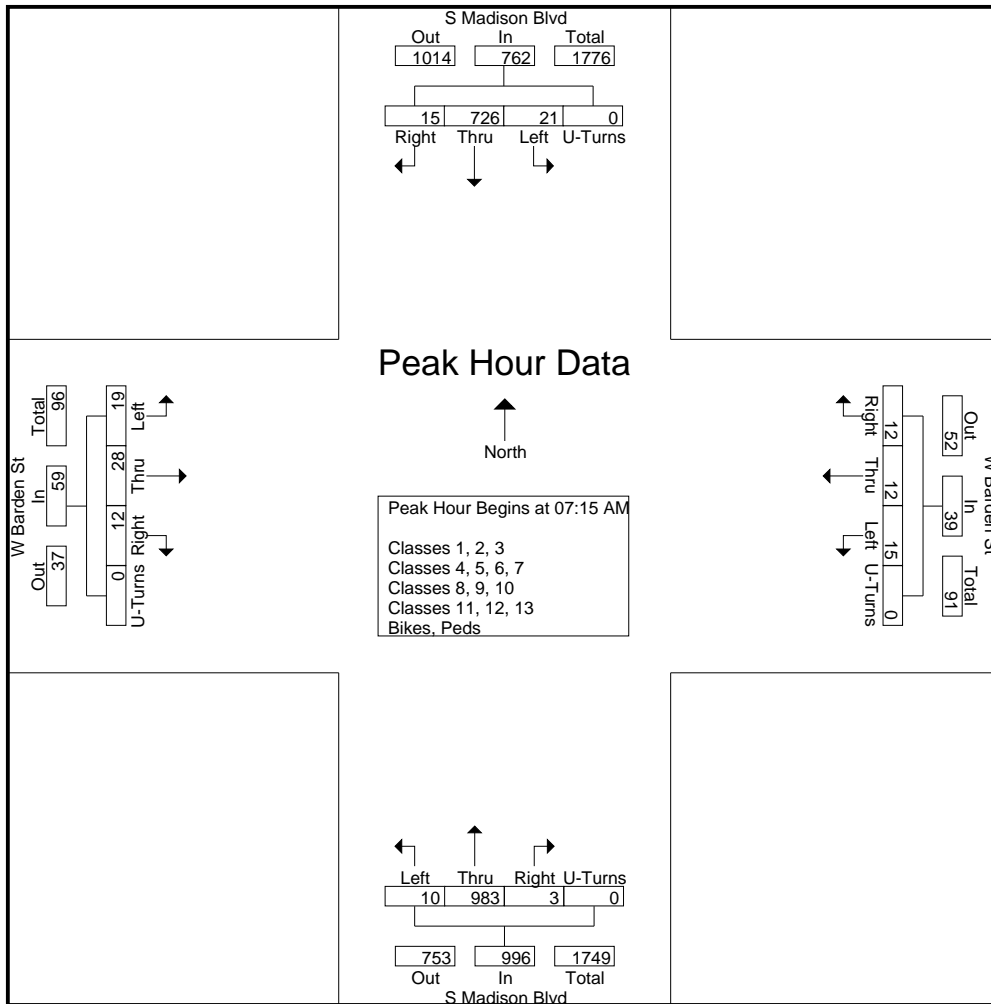 S Madison Blvd
Out In Total
1014 762 1776
15 726 21 0
Right Thru Left U-Turns
Peak Hour Data
North
Peak Hour Begins at 07:15 AM
Classes 1, 2, 3
Classes 4, 5, 6, 7
Classes 8, 9, 10
Classes 11, 12, 13
Bikes, Peds
W Barden St
Out In Total
37 59 96
0 12 28 19
U-Turns Right Thru Left
W Barden St
Out In Total
52 39 91
12 12 15 0
Right Thru Left U-Turns
Left Thru Right U-Turns
10 983 3 0
753 996 1749
Out In Total
S Madison Blvd